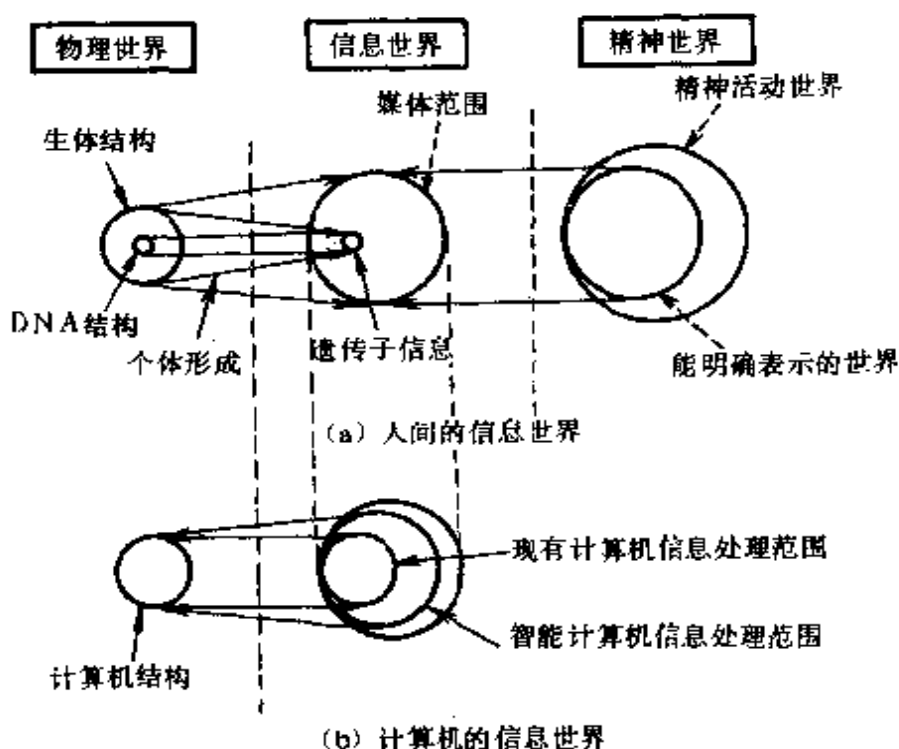 物理世界
信息世界
精神世界
精神活动世界
媒体范围
生体结构
DNA结构
个体形成
遗传子信息
能明确表示的世界
(a) 人间的信息世界
现有计算机信息处理范围
智能计算机信息处理范围
计算机结构
(b) 计算机的信息世界